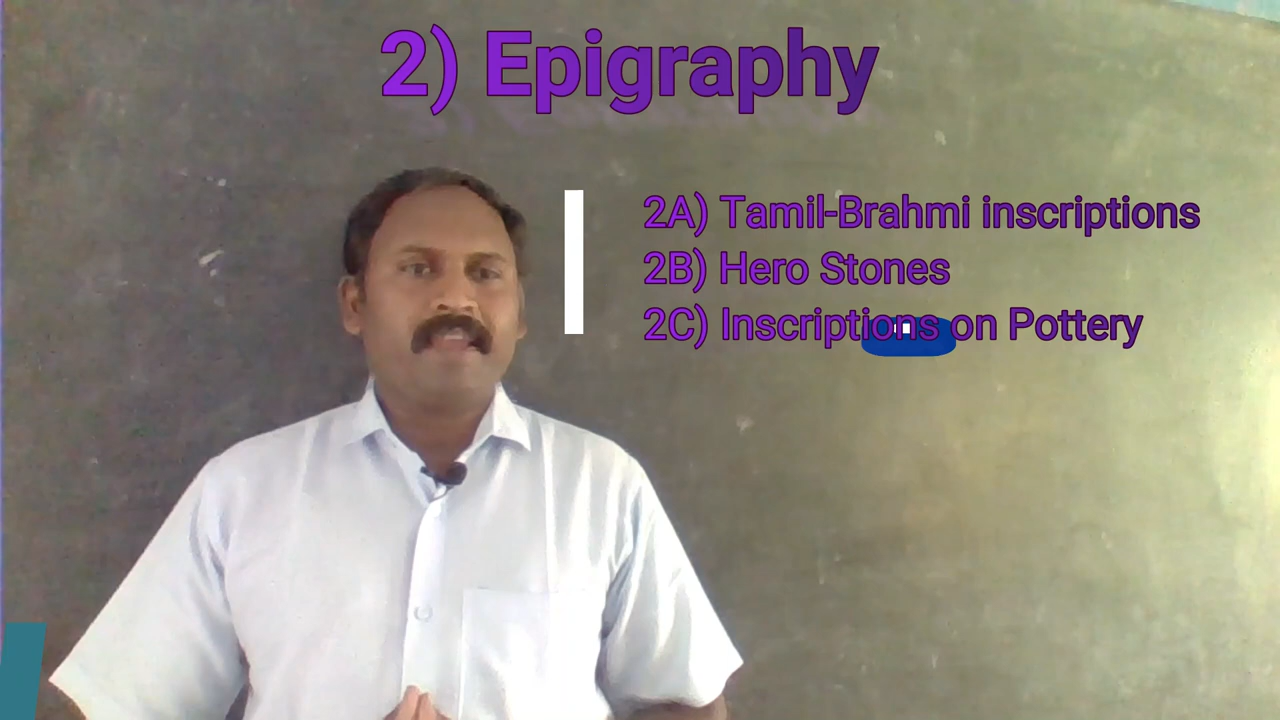 2) Epigraphy
2A) Tamil-Brahmi inscriptions
2B) Hero Stones
2C) Inscriptions on Pottery